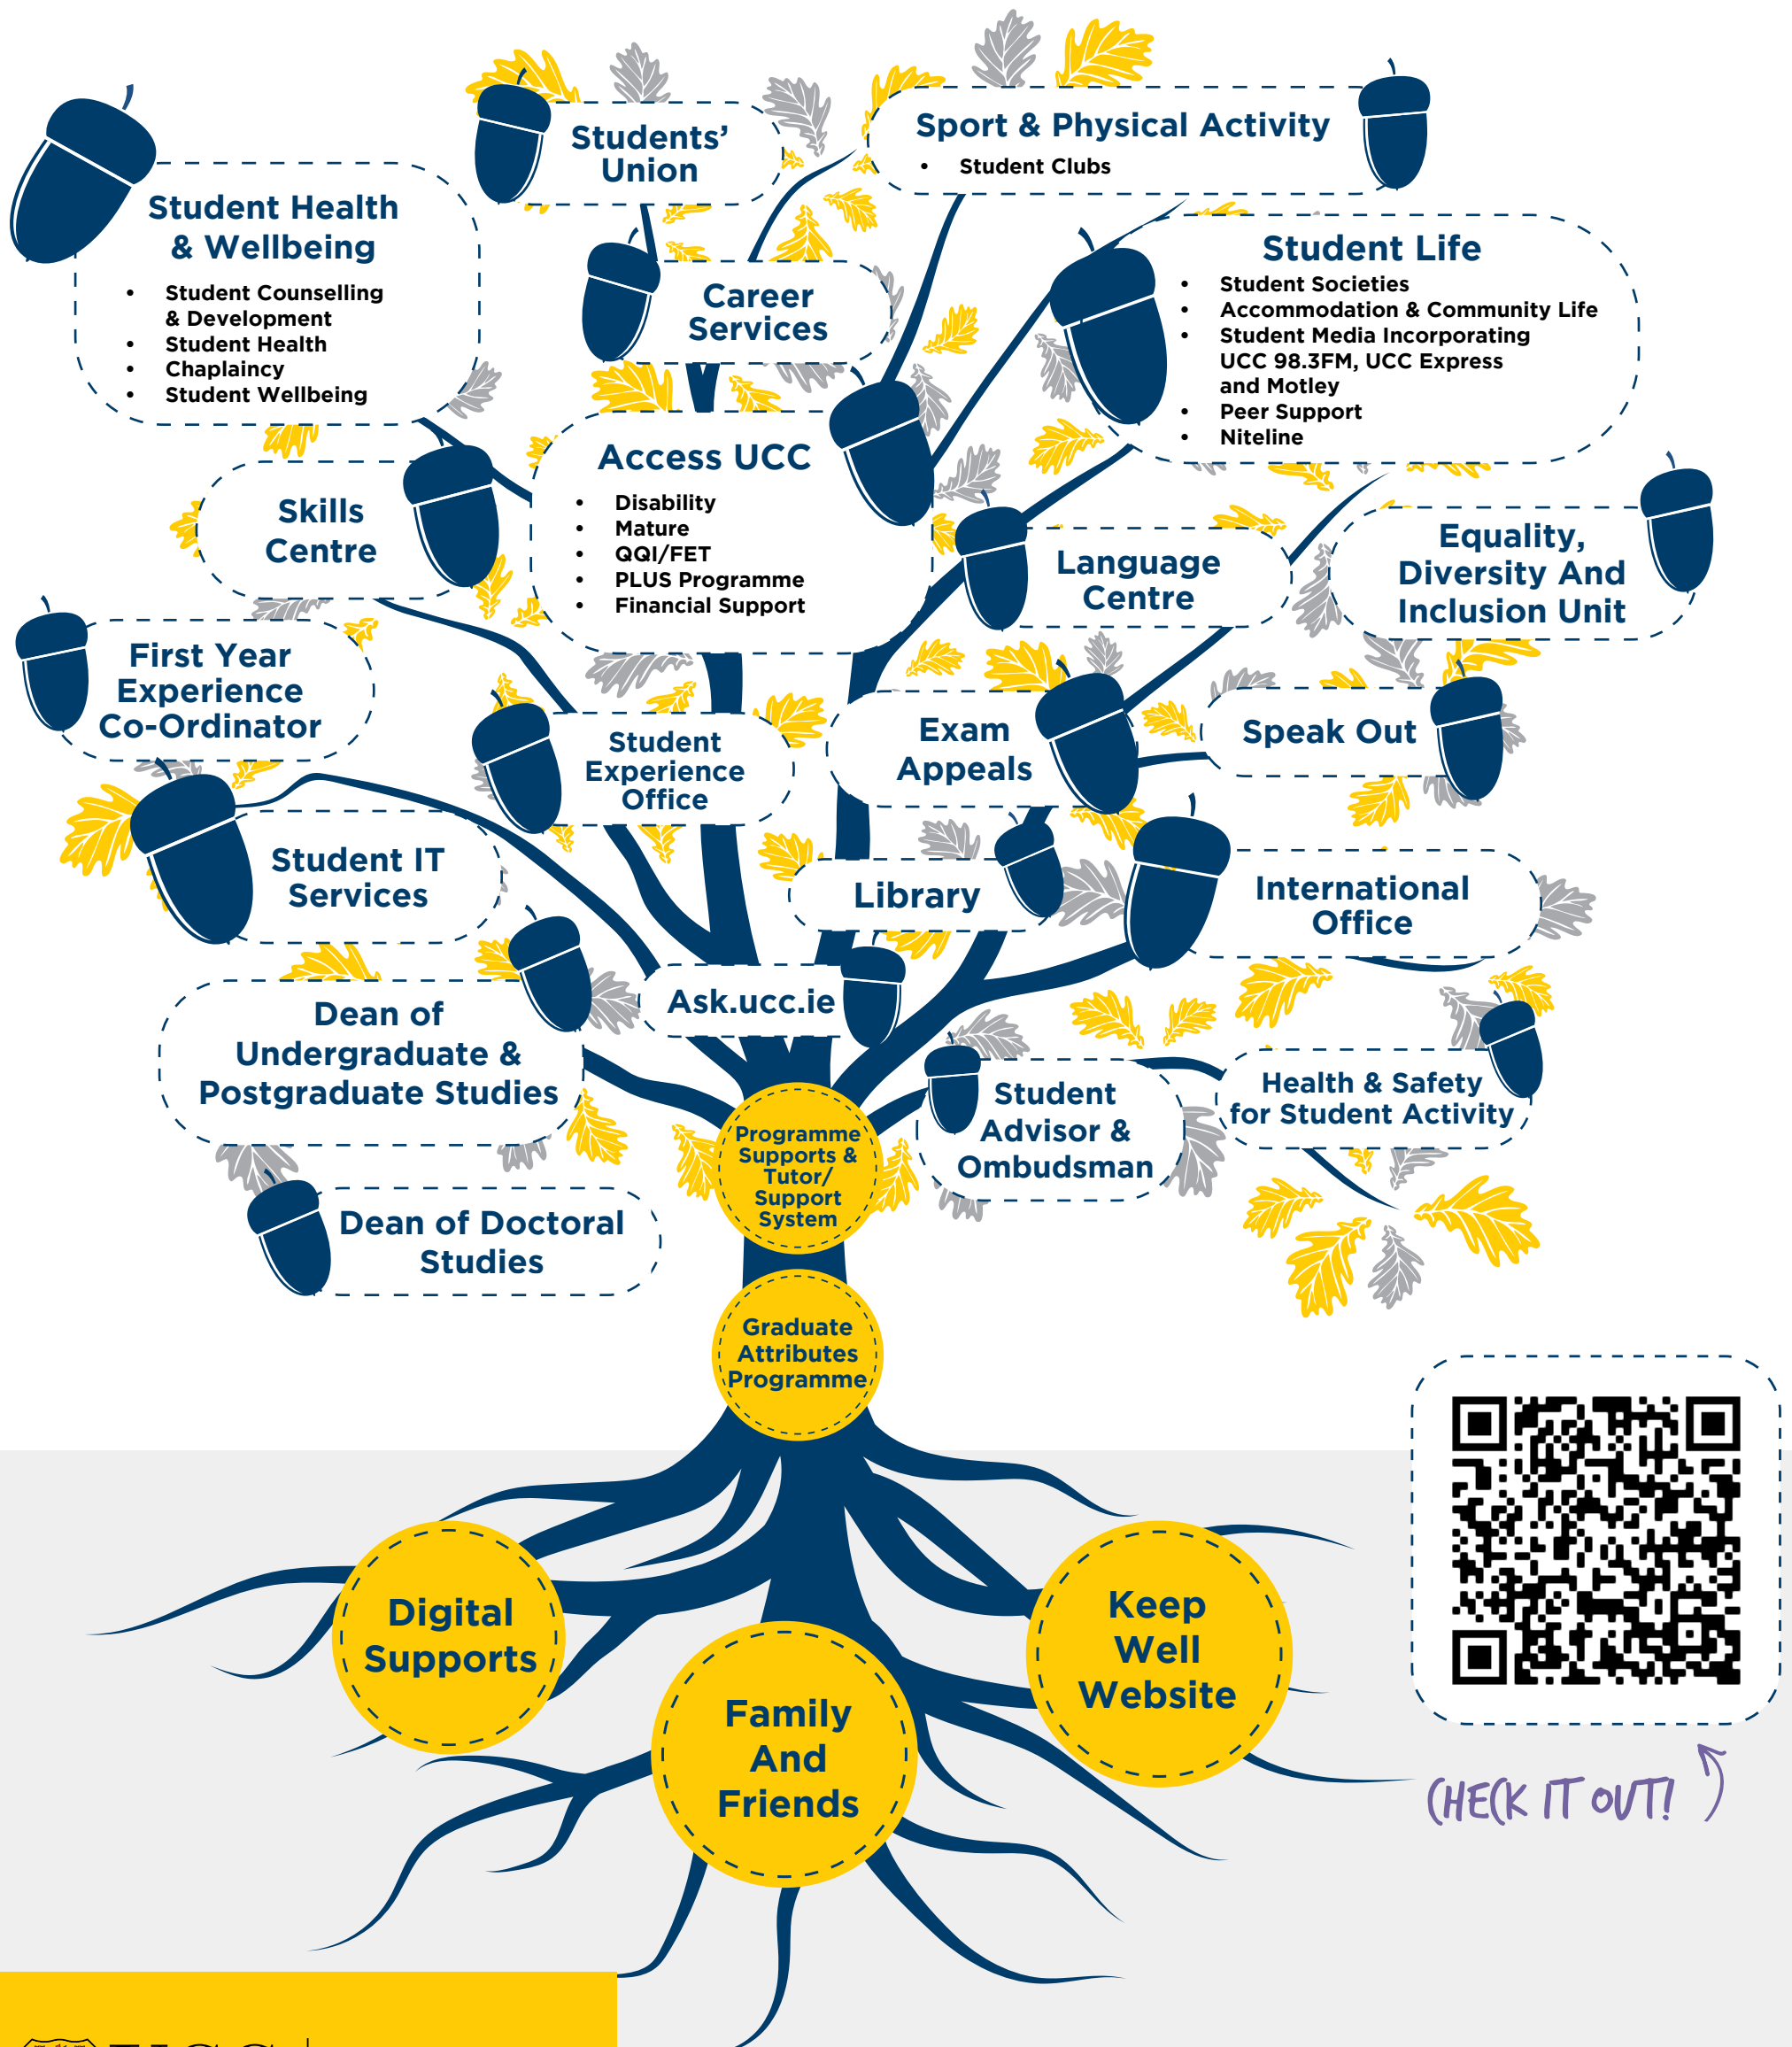 Students'
Union
Sport & Physical Activity
• Student Clubs
Student Health
& Wellbeing
• Student Counselling
& Development
• Student Health
• Chaplaincy
• Student Wellbeing
Career
Services
Student Life
• Student Societies
• Accommodation & Community Life
• Student Media Incorporating
UCC 98.3FM, UCC Express
and Motley
• Peer Support
• Niteline
Access UCC
• Disability
• Mature
• QQI/FET
• PLUS Programme
• Financial Support
Skills
Centre
Language
Centre
Equality,
Diversity And
Inclusion Unit
First Year
Experience
Co-Ordinator
Student
Experience
Office
Exam
Appeals
Speak Out
Student IT
Services
Library
International
Office
Dean of
Undergraduate &
Postgraduate Studies
Ask.ucc.ie
Student
Advisor &
Ombudsman
Health & Safety
for Student Activity
Programme
Supports &
Tutor/
Support
System
Dean of Doctoral
Studies
Graduate
Attributes
Programme
Digital
Supports
Family
And
Friends
Keep
Well
Website
CHECK IT OUT!